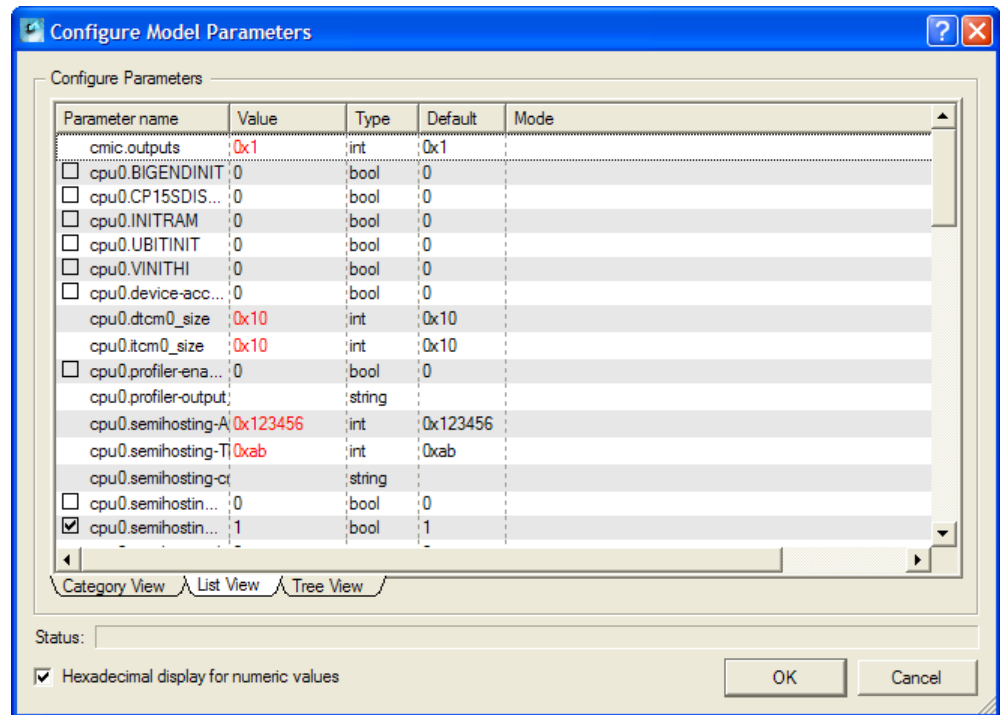 Configure Model Parameters
Configure Parameters
Parameter name Value Type Default Mode
cmic.outputs 0x1 int 0x1
cpu0.BIGENDINIT 0 bool 0
cpu0.CP15SDIS... 0 bool 0
cpu0.INITRAM 0 bool 0
cpu0.UBITINIT 0 bool 0
cpu0.VINITHI 0 bool 0
cpu0.device-acc... 0 bool 0
cpu0.dtcm0_size 0x10 int 0x10
cpu0.itcm0_size 0x10 int 0x10
cpu0.profiler-ena... 0 bool 0
cpu0.profiler-output_ string
cpu0.semihosting-A 0x123456 int 0x123456
cpu0.semihosting-T 0xab int 0xab
cpu0.semihosting-c string
cpu0.semihostin... 0 bool 0
cpu0.semihostin... 1 bool 1
Category View List View Tree View
Status:
Hexadecimal display for numeric values OK Cancel